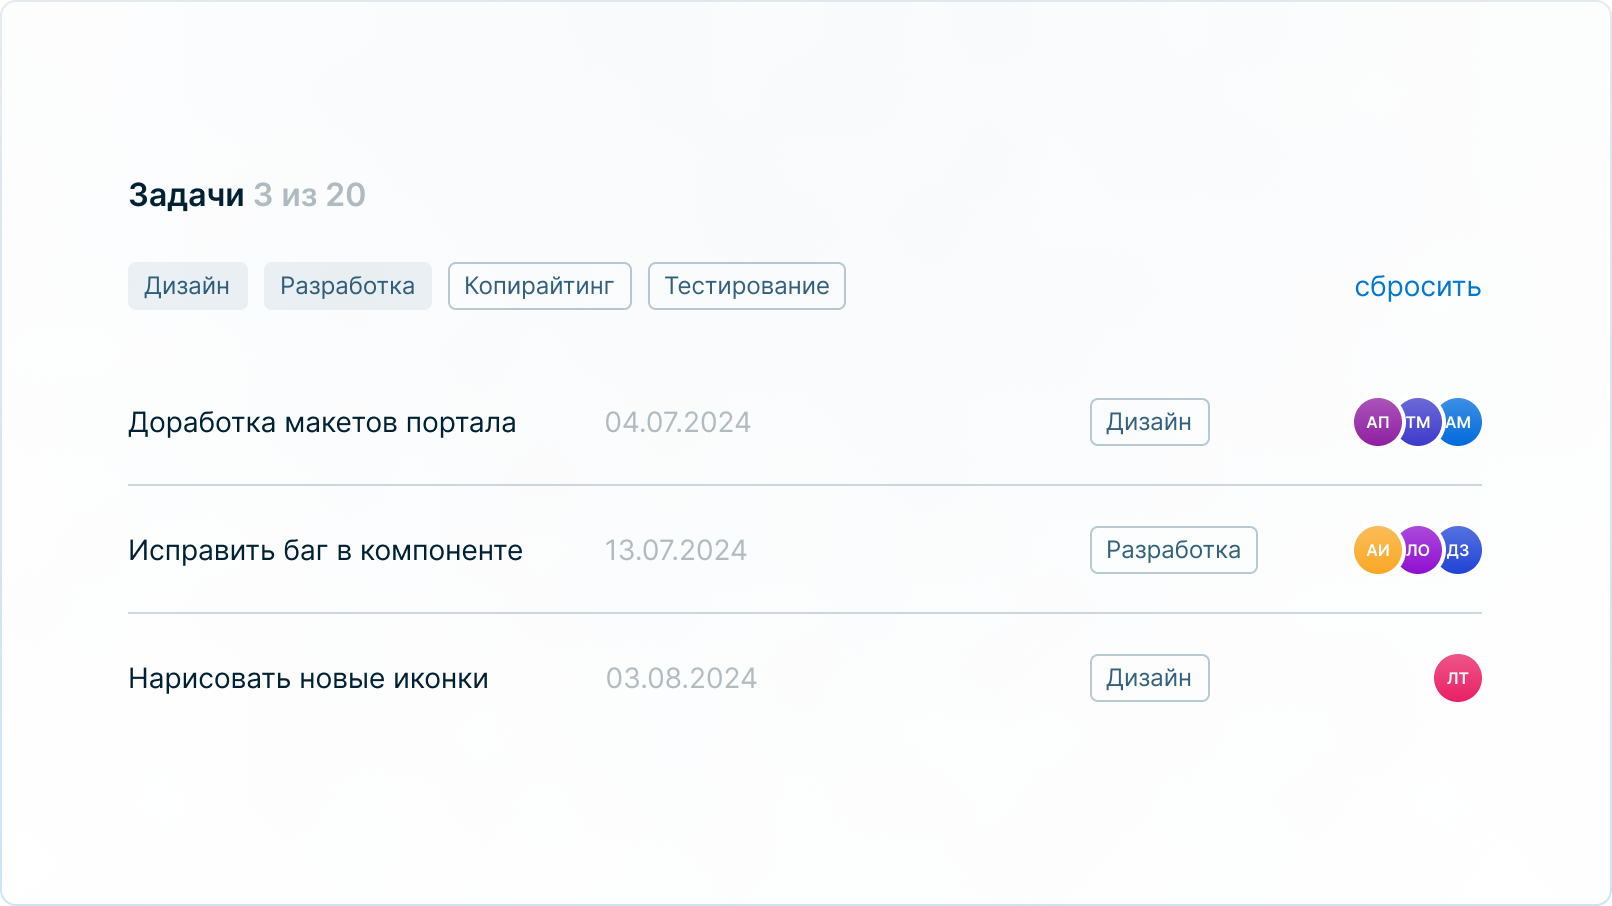 Задачи 3 из 20
Дизайн Разработка Копирайтинг Тестирование сбросить
Доработка макетов портала 04.07.2024 Дизайн АП ТМ АМ
Исправить баг в компоненте 13.07.2024 Разработка АИ ЛО ДЗ
Нарисовать новые иконки 03.08.2024 Дизайн ЛТ